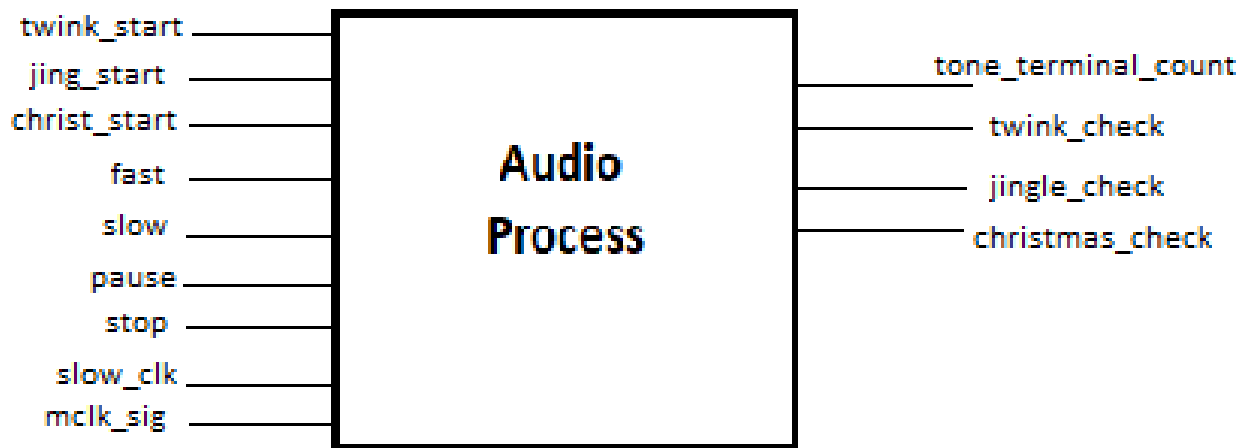 twink_start
jing_start
christ_start
fast
slow
pause
stop
slow_clk
mclk_sig
Audio
Process
tone_terminal_count
twink_check
jingle_check
christmas_check